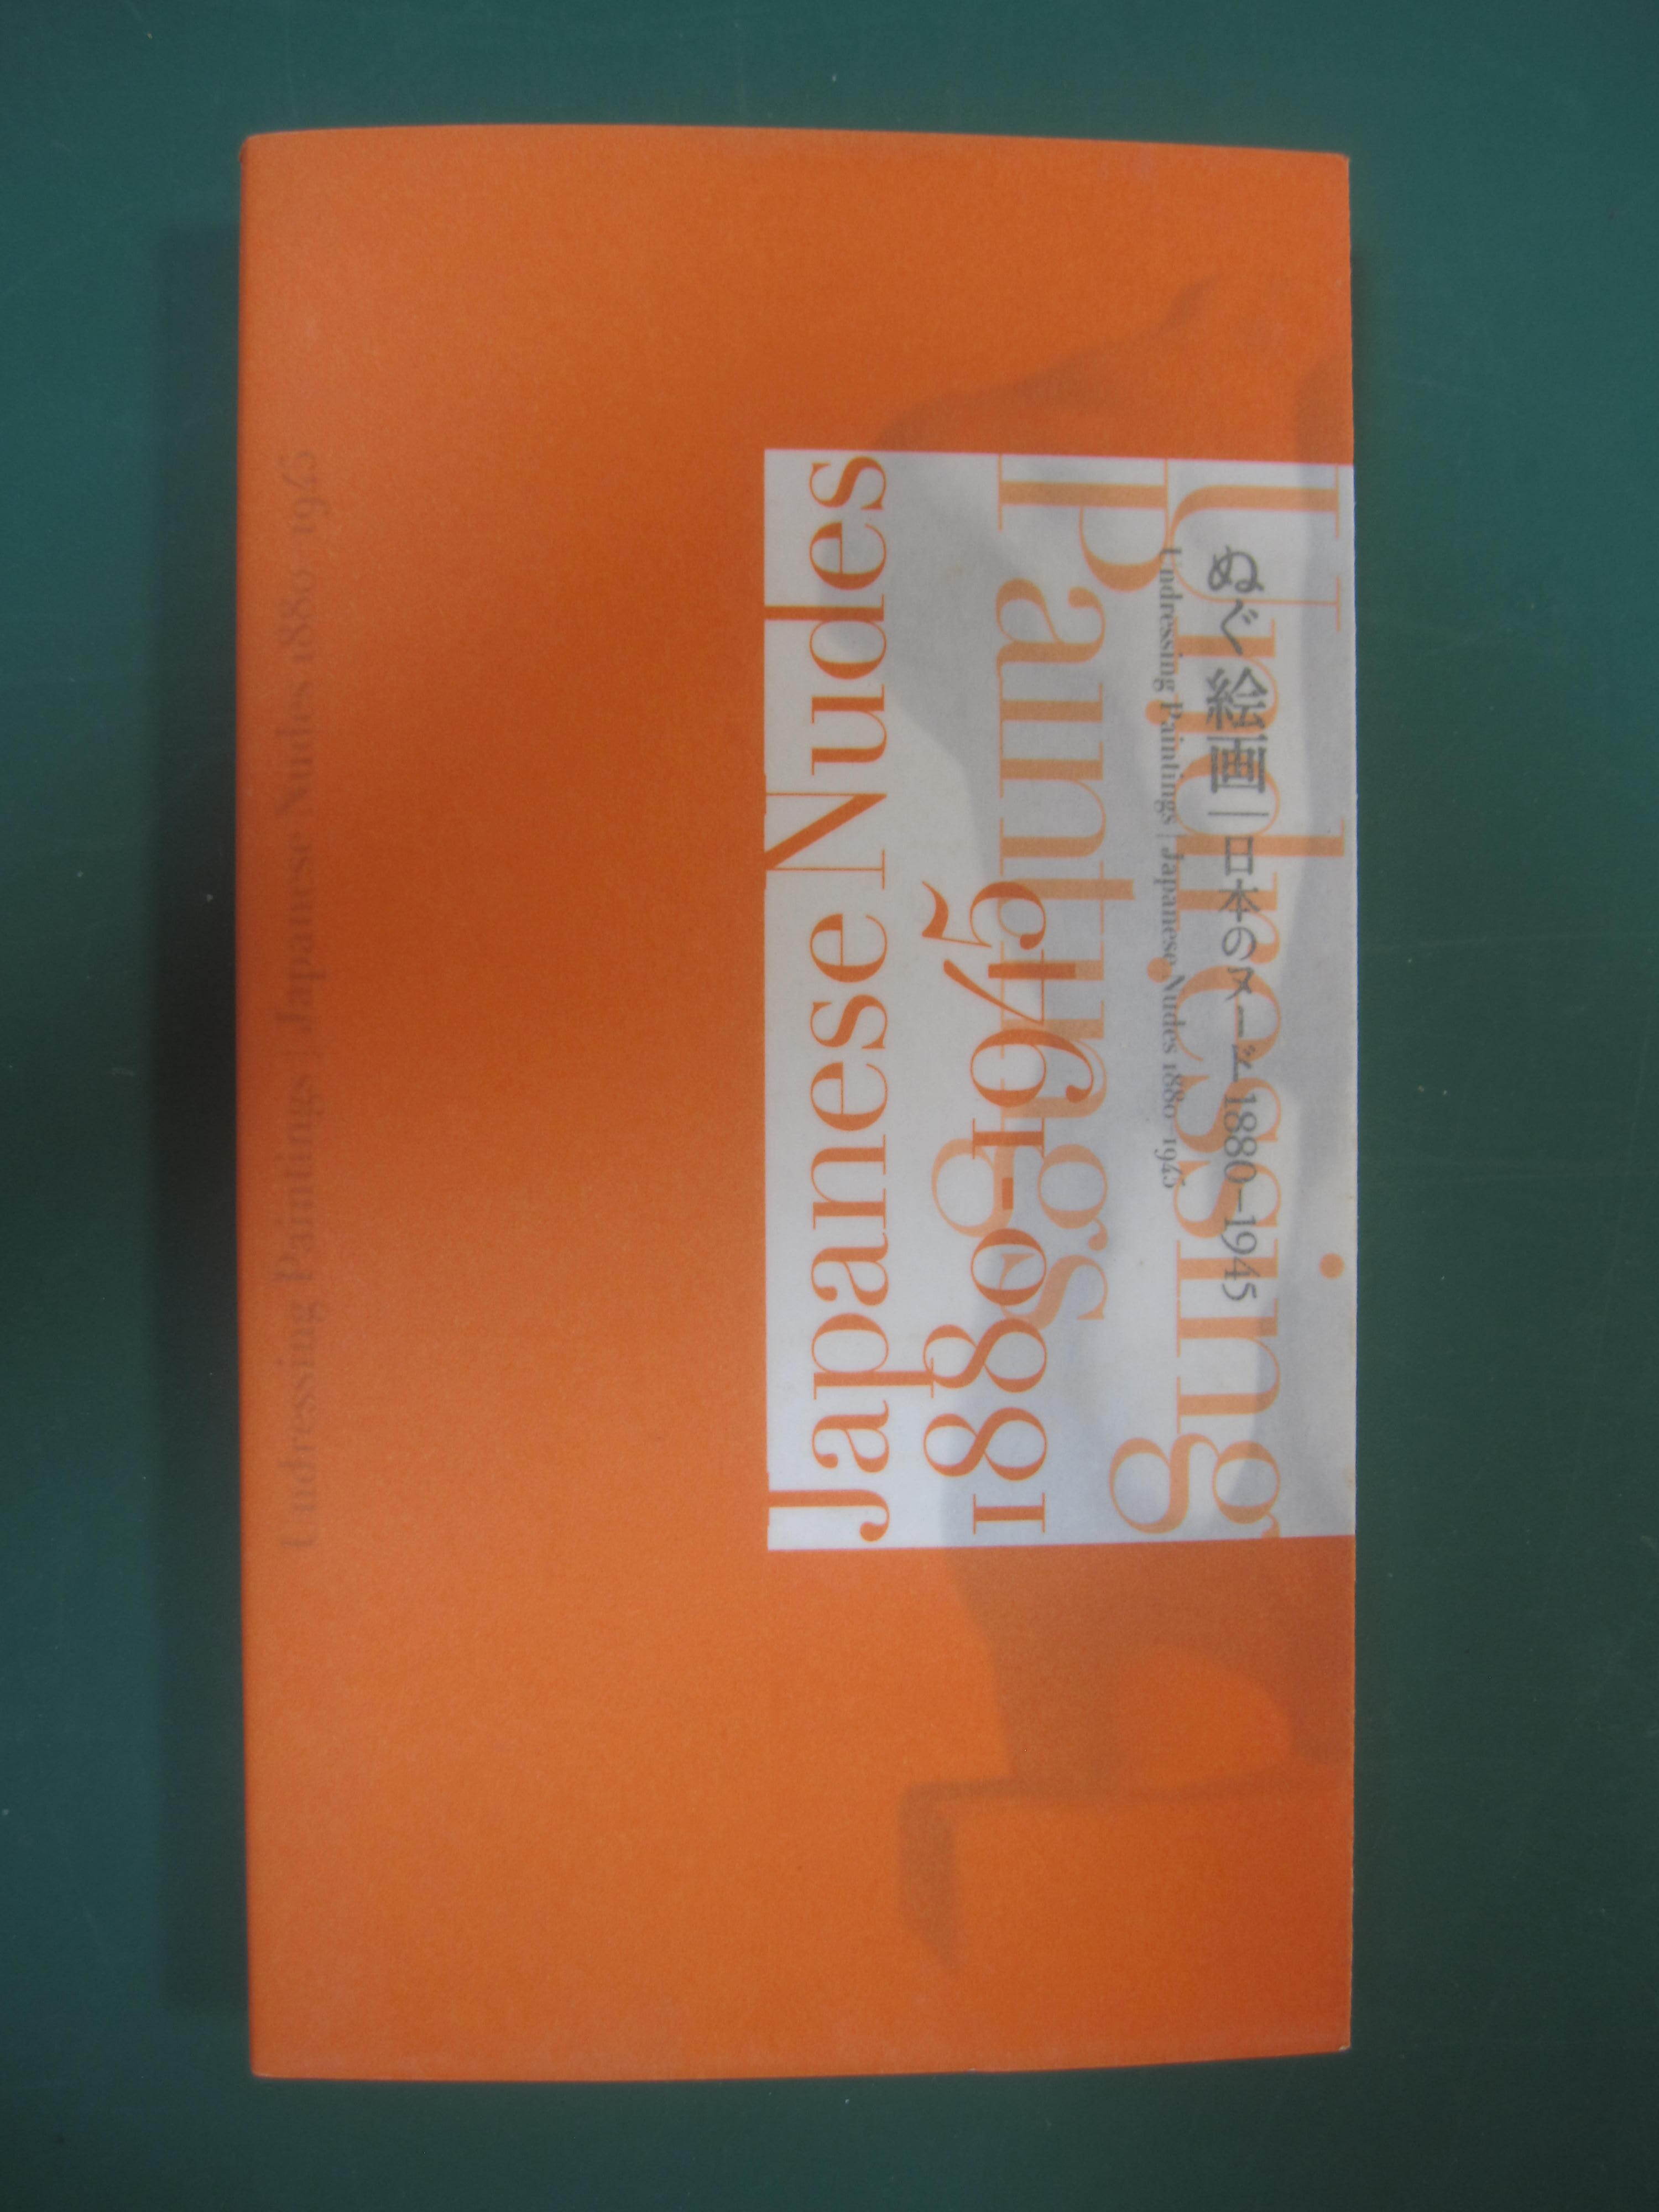 Undressing
Paintings
ぬぐ絵画|日本のヌード 1880–1945
Undressing Paintings | Japanese Nudes 1880–1945
Japanese Nudes
1880-1945
Undressing Paintings | Japanese Nudes 1880-1945